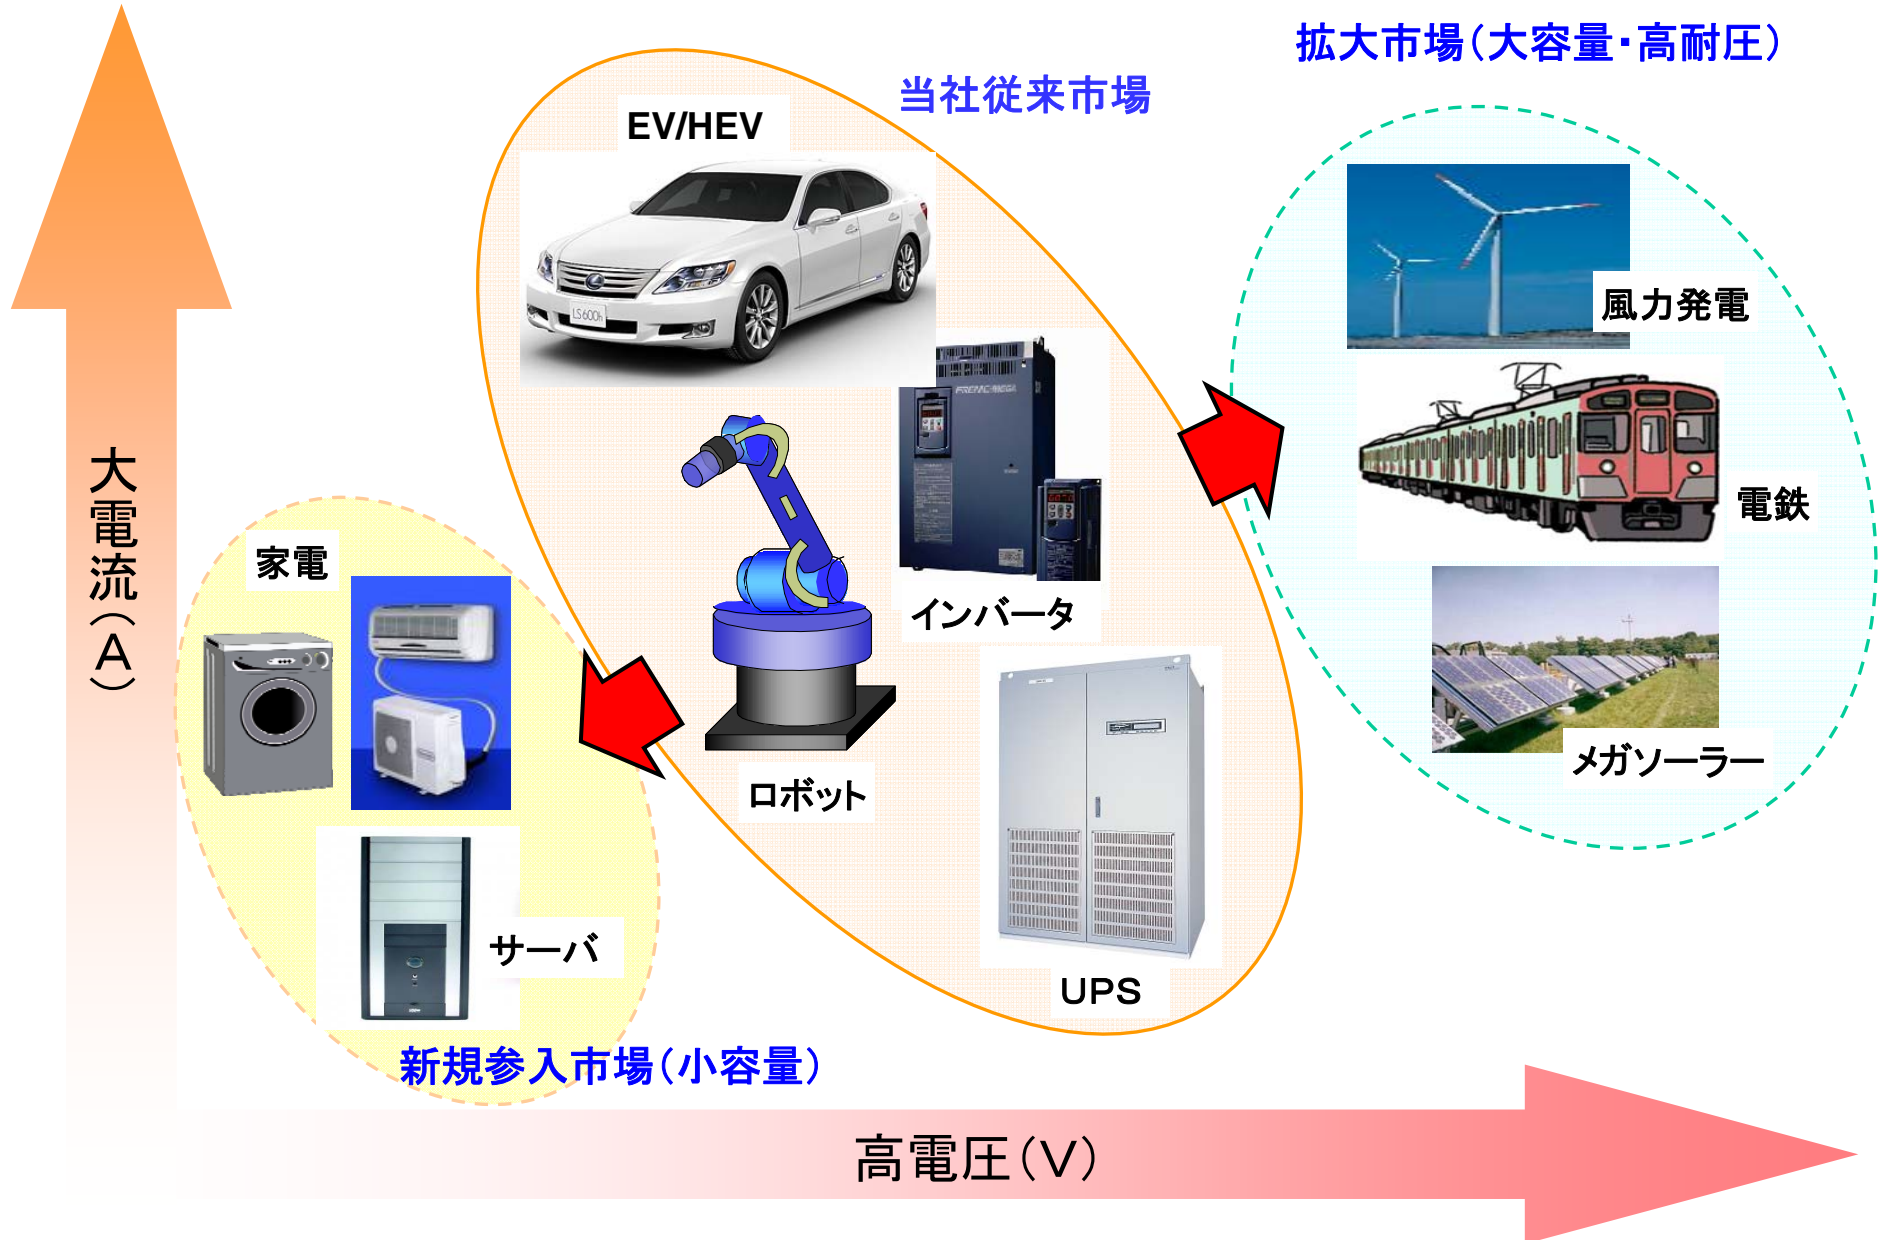 拡大市場（大容量・高耐圧）
当社従来市場
EV/HEV
LS600h
風力発電
FRENIC-MEGA
電鉄
大電流（A）
家電
インバータ
メガソーラー
ロボット
サーバ
UPS
新規参入市場（小容量）
高電圧（V）